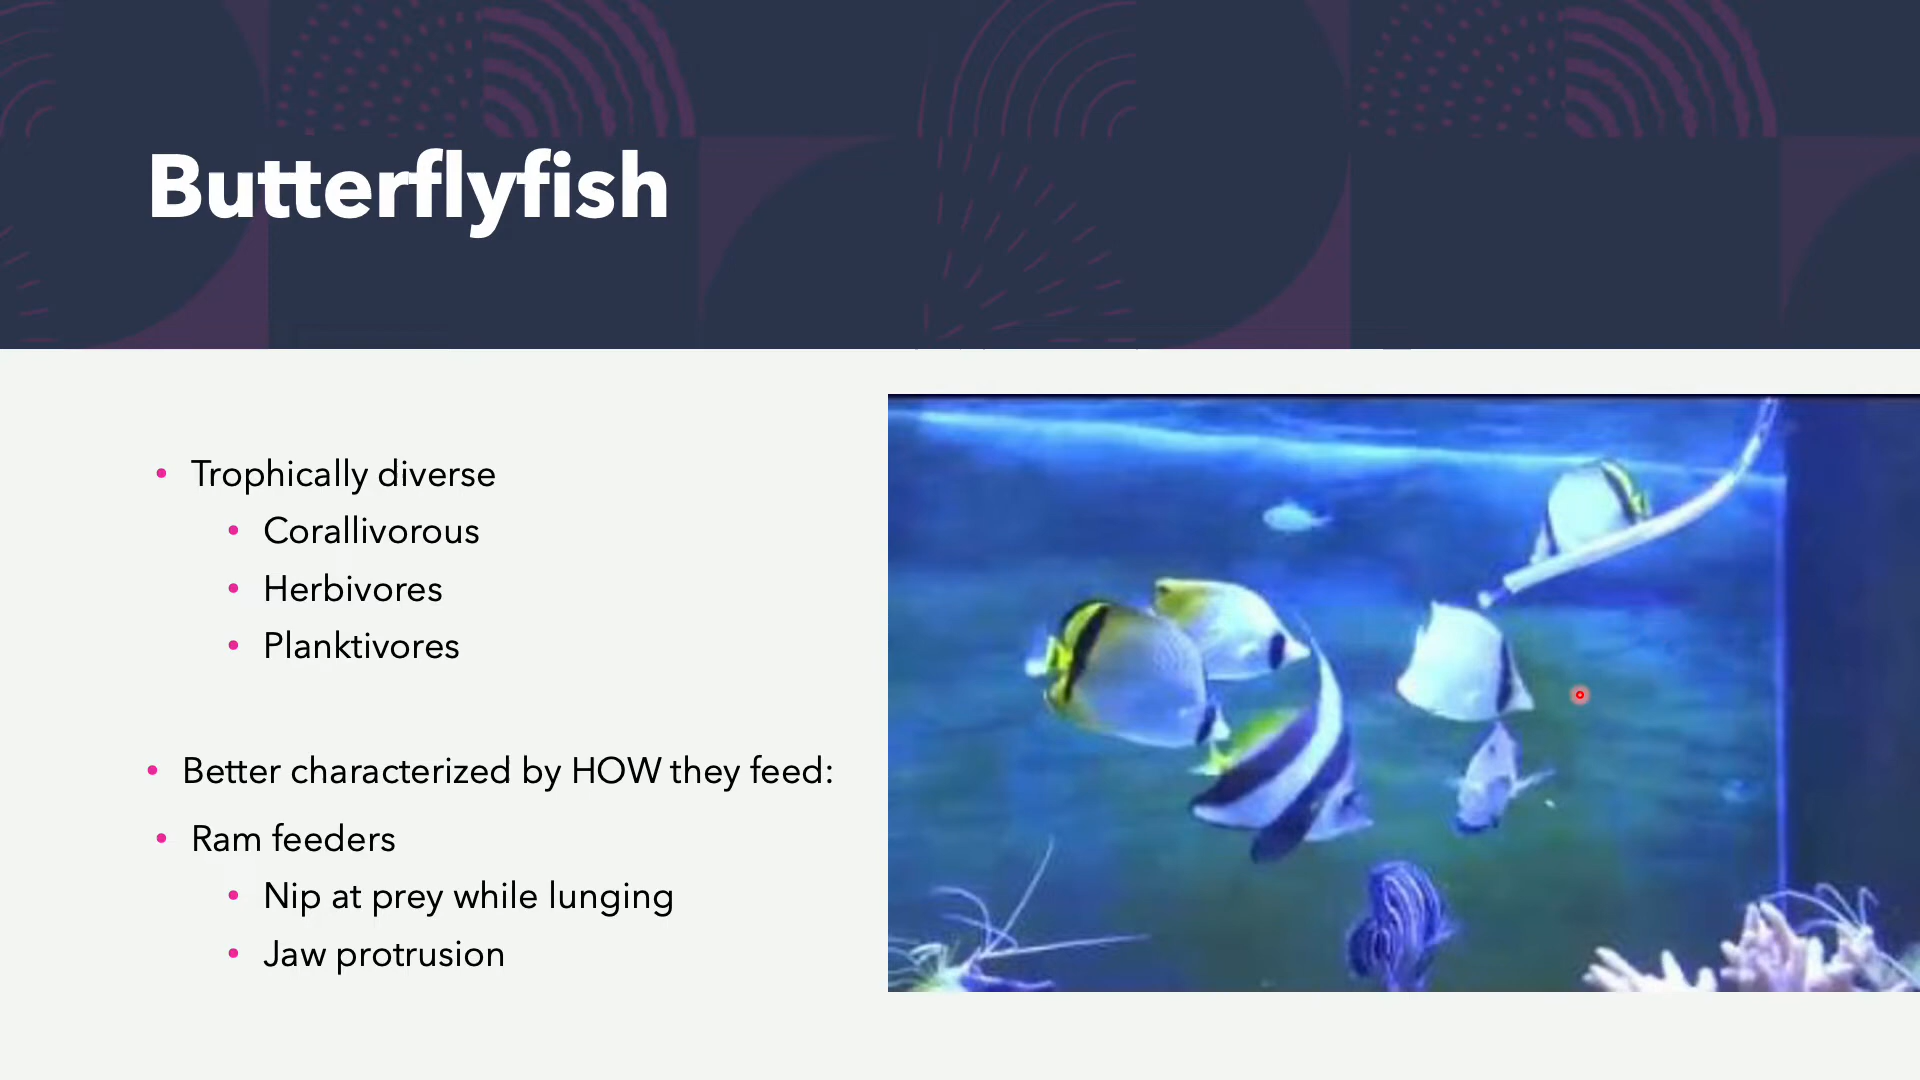 Butterflyfish
Trophically diverse
Corallivorous
Herbivores
Planktivores
Better characterized by HOW they feed:
Ram feeders
Nip at prey while lunging
Jaw protrusion